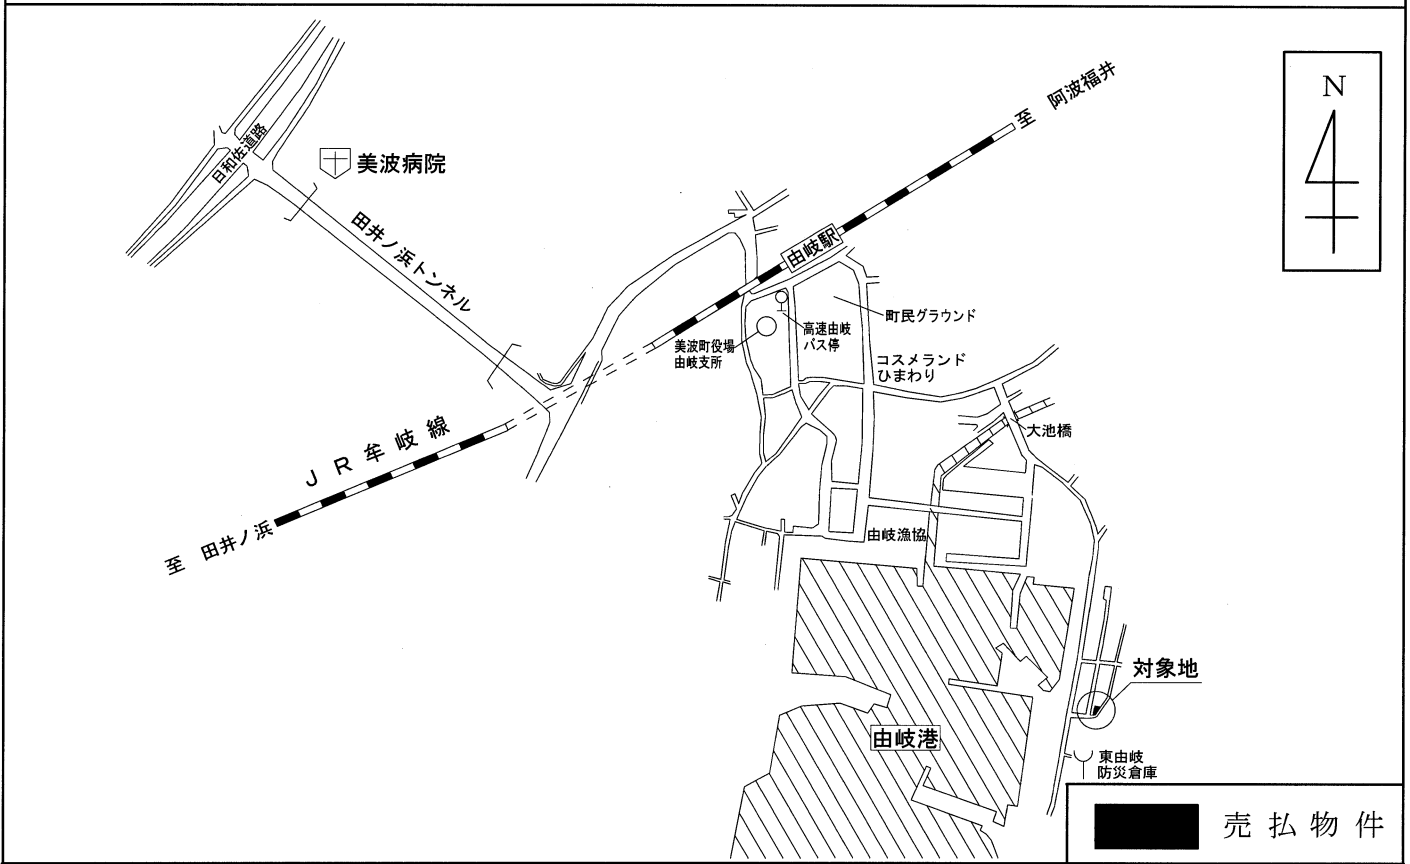 N
至 阿波福井
日和佐道路
美波病院
田井ノ浜トンネル
由岐駅
町民グラウンド
高速由岐
バス停
美波町役場
由岐支所
コスメランド
ひまわり
大池橋
JR牟岐線
至 田井ノ浜
由岐漁協
対象地
由岐港
東由岐
防災倉庫
売払物件